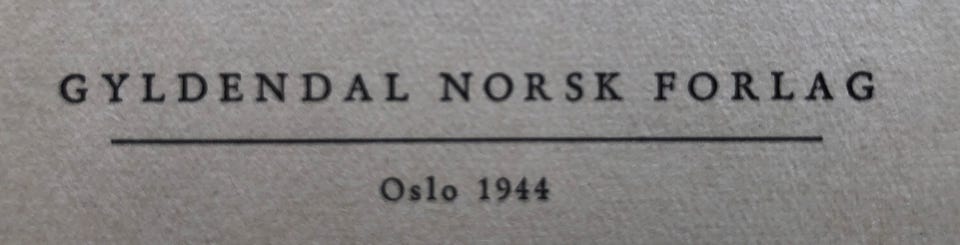 GYLDENDAL NORSK FORLAG
Oslo 1944